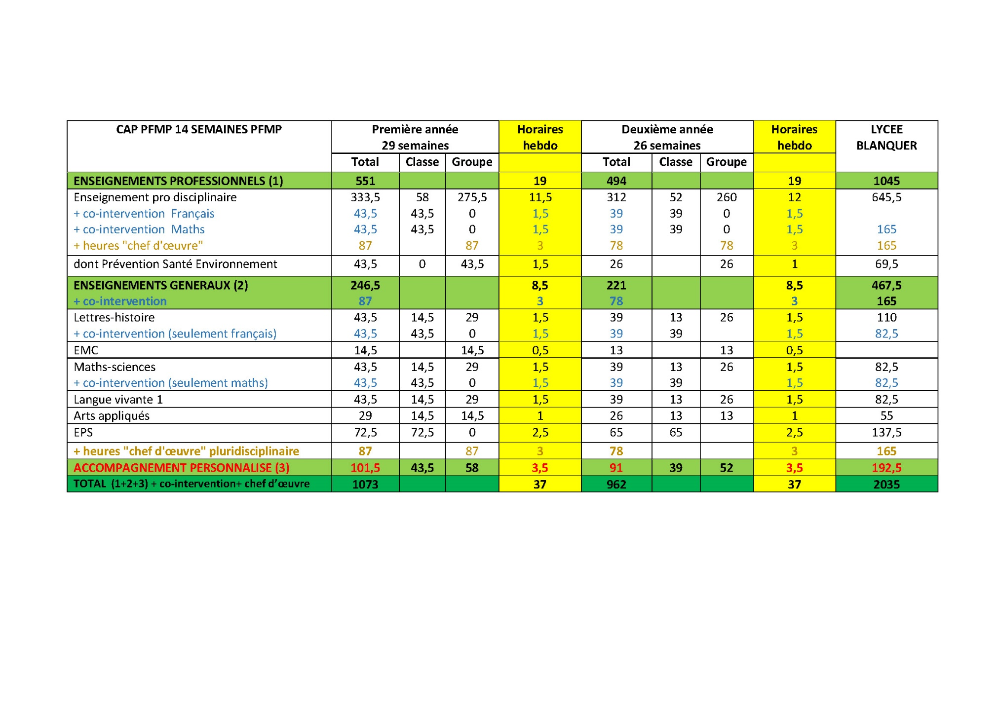 CAP PFMP 14 SEMAINES PFMP Première année Horaires Deuxième année Horaires LYCEE
29 semaines hebdo 26 semaines hebdo BLANQUER
Total Classe Groupe Total Classe Groupe
ENSEIGNEMENTS PROFESSIONNELS (1) 551 19 494 19 1045
Enseignement pro disciplinaire 333,5 58 275,5 11,5 312 52 260 12 645,5
+ co-intervention Français 43,5 43,5 0 1,5 39 39 0 1,5
+ co-intervention Maths 43,5 43,5 0 1,5 39 39 0 1,5 165
+ heures "chef d'œuvre" 87 87 3 78 78 3 165
dont Prévention Santé Environnement 43,5 0 43,5 1,5 26 26 1 69,5
ENSEIGNEMENTS GENERAUX (2) 246,5 8,5 221 8,5 467,5
+ co-intervention 87 3 78 3 165
Lettres-histoire 43,5 14,5 29 1,5 39 13 26 1,5 110
+ co-intervention (seulement français) 43,5 43,5 0 1,5 39 39 1,5 82,5
EMC 14,5 14,5 0,5 13 13 0,5
Maths-sciences 43,5 14,5 29 1,5 39 13 26 1,5 82,5
+ co-intervention (seulement maths) 43,5 43,5 0 1,5 39 39 1,5 82,5
Langue vivante 1 43,5 14,5 29 1,5 39 13 26 1,5 82,5
Arts appliqués 29 14,5 14,5 1 26 13 13 1 55
EPS 72,5 72,5 0 2,5 65 65 2,5 137,5
+ heures "chef d'œuvre" pluridisciplinaire 87 87 3 78 3 165
ACCOMPAGNEMENT PERSONNALISE (3) 101,5 43,5 58 3,5 91 39 52 3,5 192,5
TOTAL (1+2+3) + co-intervention+ chef d’œuvre 1073 37 962 37 2035